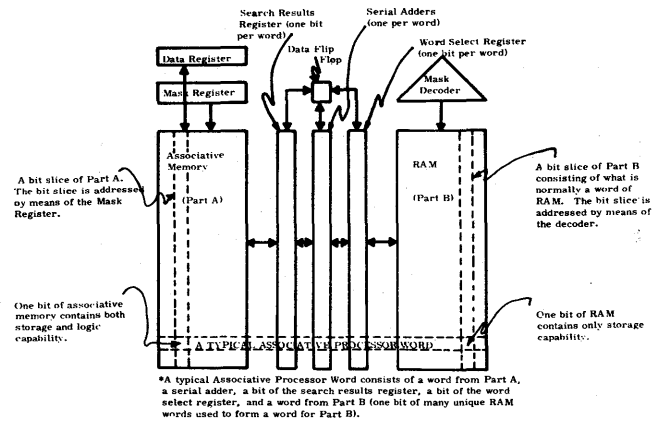 Search Results
Register (one bit
per word)
Serial Adders
(one per word)
Data Flip
Flop
Word Select Register
(one bit per word)
Data Register
Mask Register
Mask
Decoder
Associative
Memory
(Part A)
RAM
(Part B)
A bit slice of Part A.
The bit slice is addressed
by means of the Mask
Register.
A bit slice of Part B
consisting of what is
normally a word of
RAM. The bit slice is
addressed by means of
the decoder.
One bit of associative
memory contains both
storage and logic
capability.
One bit of RAM
contains only storage
capability.
A TYPICAL ASSOCIATIVE PROCESSOR WORD
*A typical Associative Processor Word consists of a word from Part A,
a serial adder, a bit of the search results register, a bit of the word
select register, and a word from Part B (one bit of many unique RAM
words used to form a word for Part B).